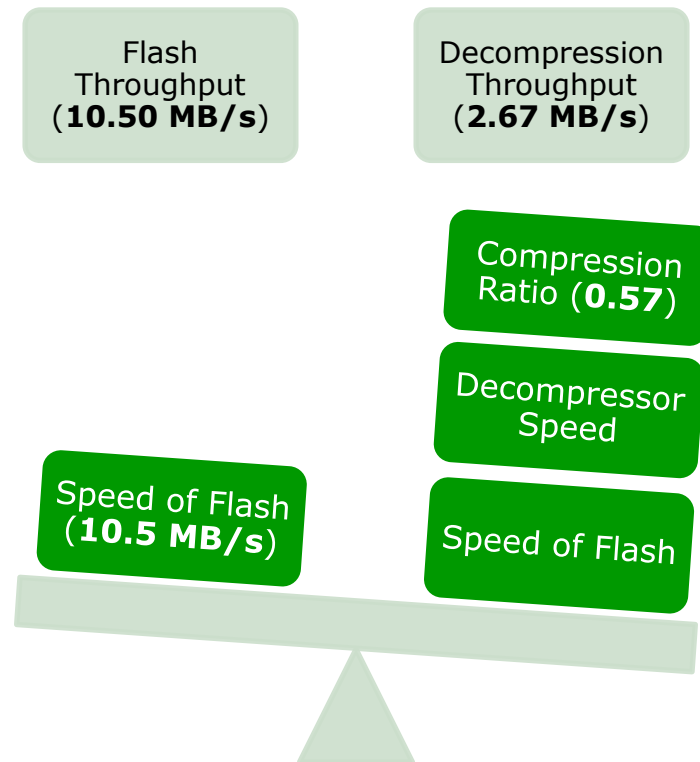 Flash
Throughput
(10.50 MB/s)
Decompression
Throughput
(2.67 MB/s)
Compression
Ratio (0.57)
Decompressor
Speed
Speed of Flash
(10.5 MB/s)
Speed of Flash